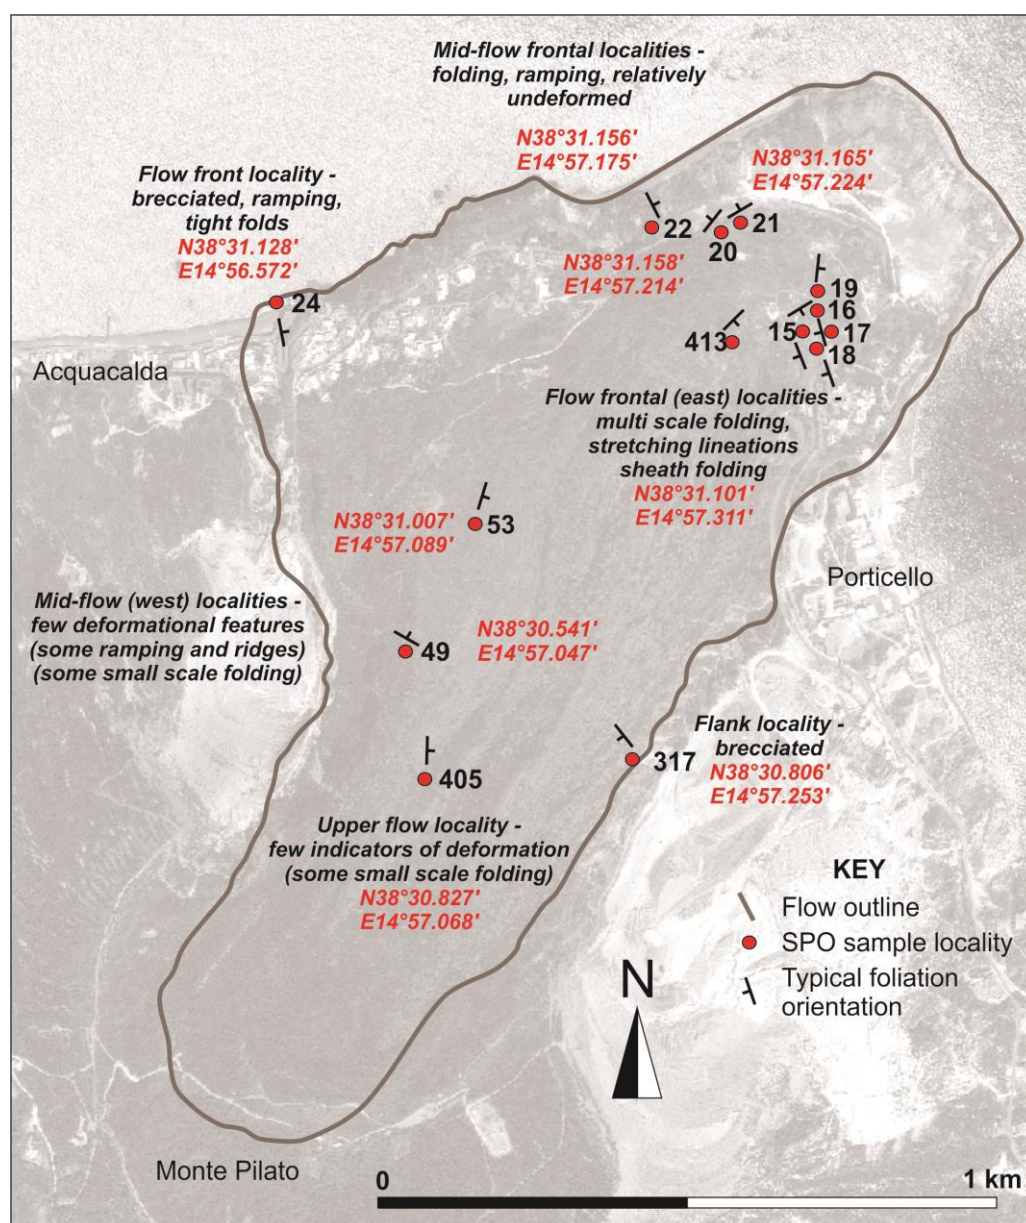 Mid-flow frontal localities -
folding, ramping, relatively
undeformed
N38°31.156'
E14°57.175'
N38°31.165'
E14°57.224'
Flow front locality -
brecciated, ramping,
tight folds
N38°31.128'
E14°56.572'
22
21
20
N38°31.158'
E14°57.214'
24
19
16
15
17
413
18
Acquacalda
Flow frontal (east) localities -
multi scale folding,
stretching lineations
sheath folding
N38°31.101'
E14°57.311'
N38°31.007'
E14°57.089'
53
Porticello
Mid-flow (west) localities -
few deformational features
(some ramping and ridges)
(some small scale folding)
49
N38°30.541'
E14°57.047'
Flank locality -
brecciated
N38°30.806'
E14°57.253'
317
405
Upper flow locality -
few indicators of deformation
(some small scale folding)
N38°30.827'
E14°57.068'
KEY
Flow outline
SPO sample locality
Typical foliation
orientation
N
Monte Pilato
0
1 km